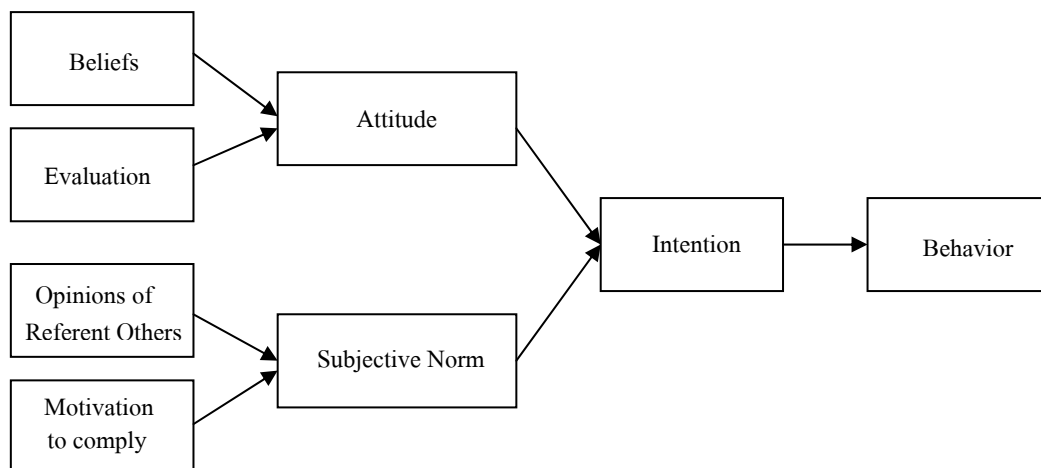 Beliefs
Evaluation
Attitude
Opinions of
Referent Others
Motivation
to comply
Subjective Norm
Intention
Behavior